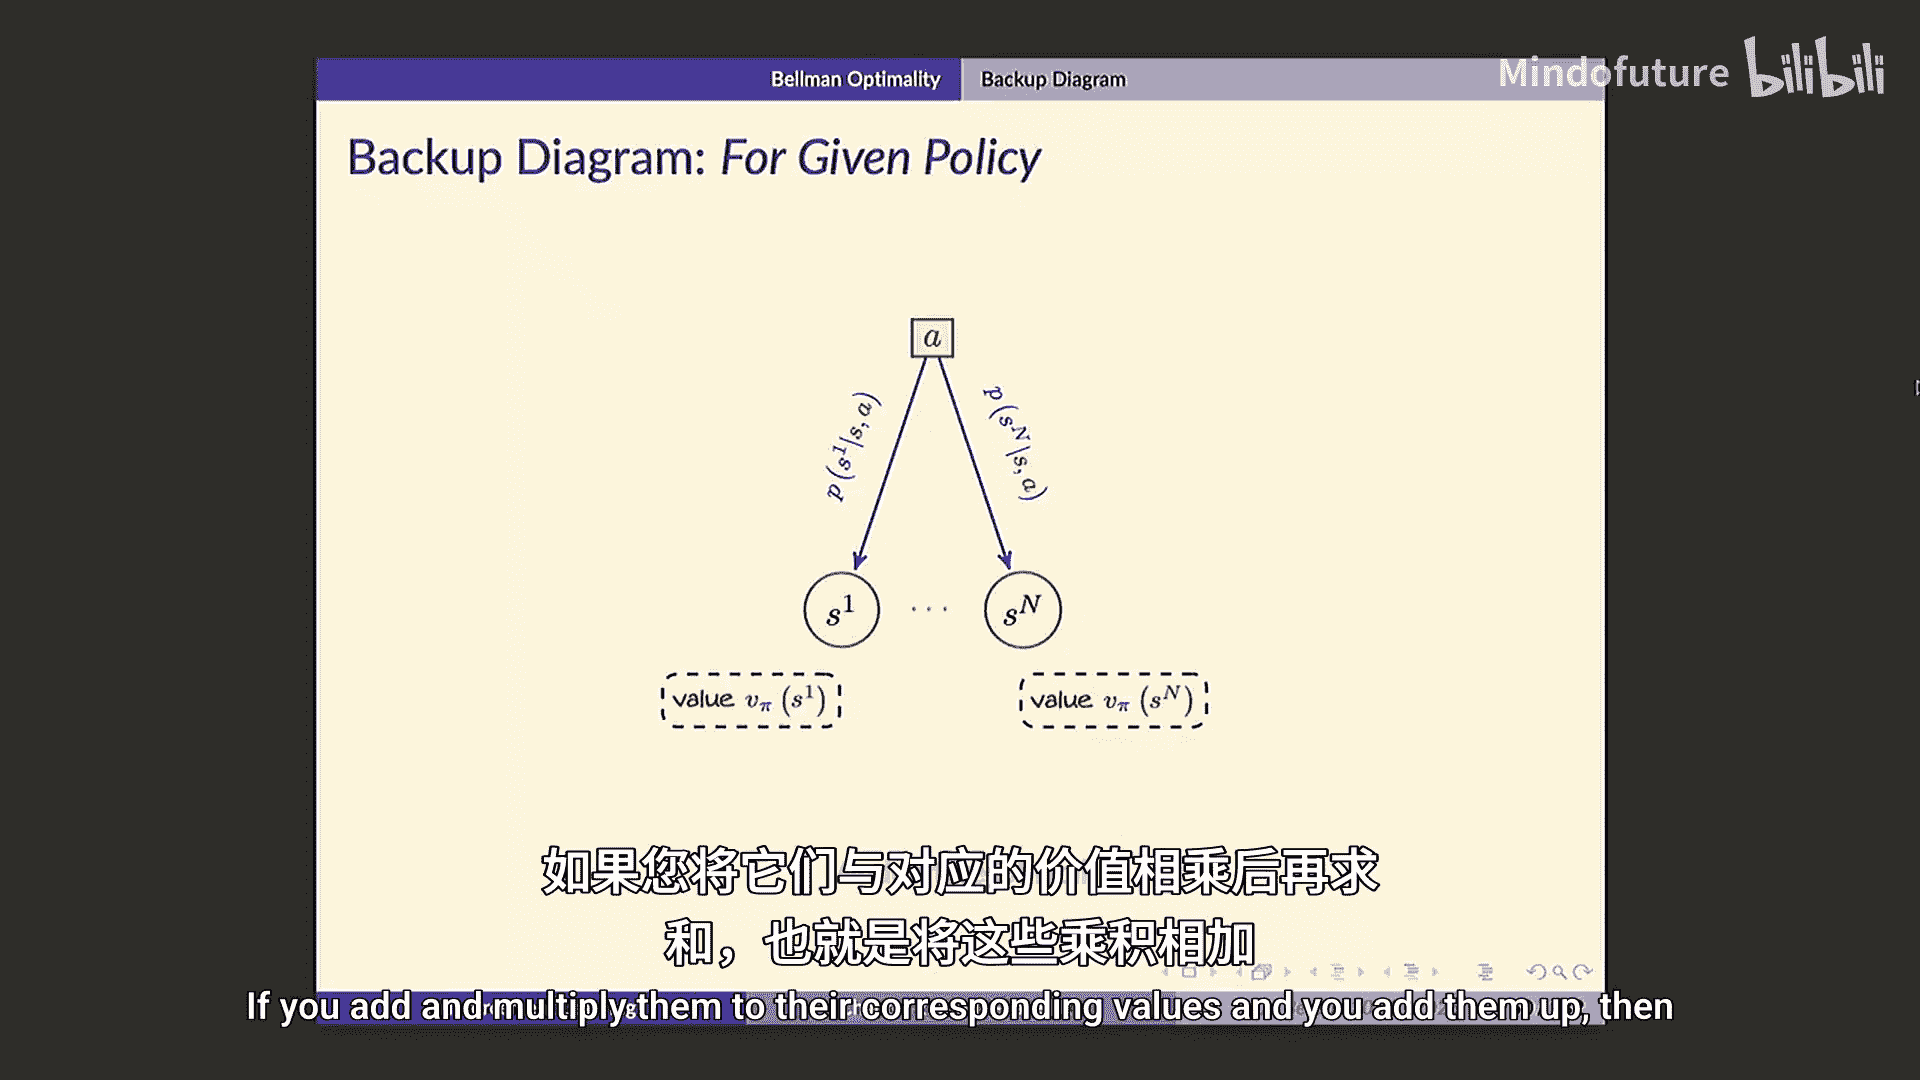 Mindofuture bilibili
Bellman Optimality Backup Diagram
Backup Diagram: For Given Policy
a
p(s¹|s, a)
p(sᴺ|s, a)
s¹ ··· sᴺ
value vπ(s¹) value vπ(sᴺ)
如果您将它们与对应的价值相乘后再求
和，也就是将这些乘积相加
If you add and multiply them to their corresponding values and you add them up, then